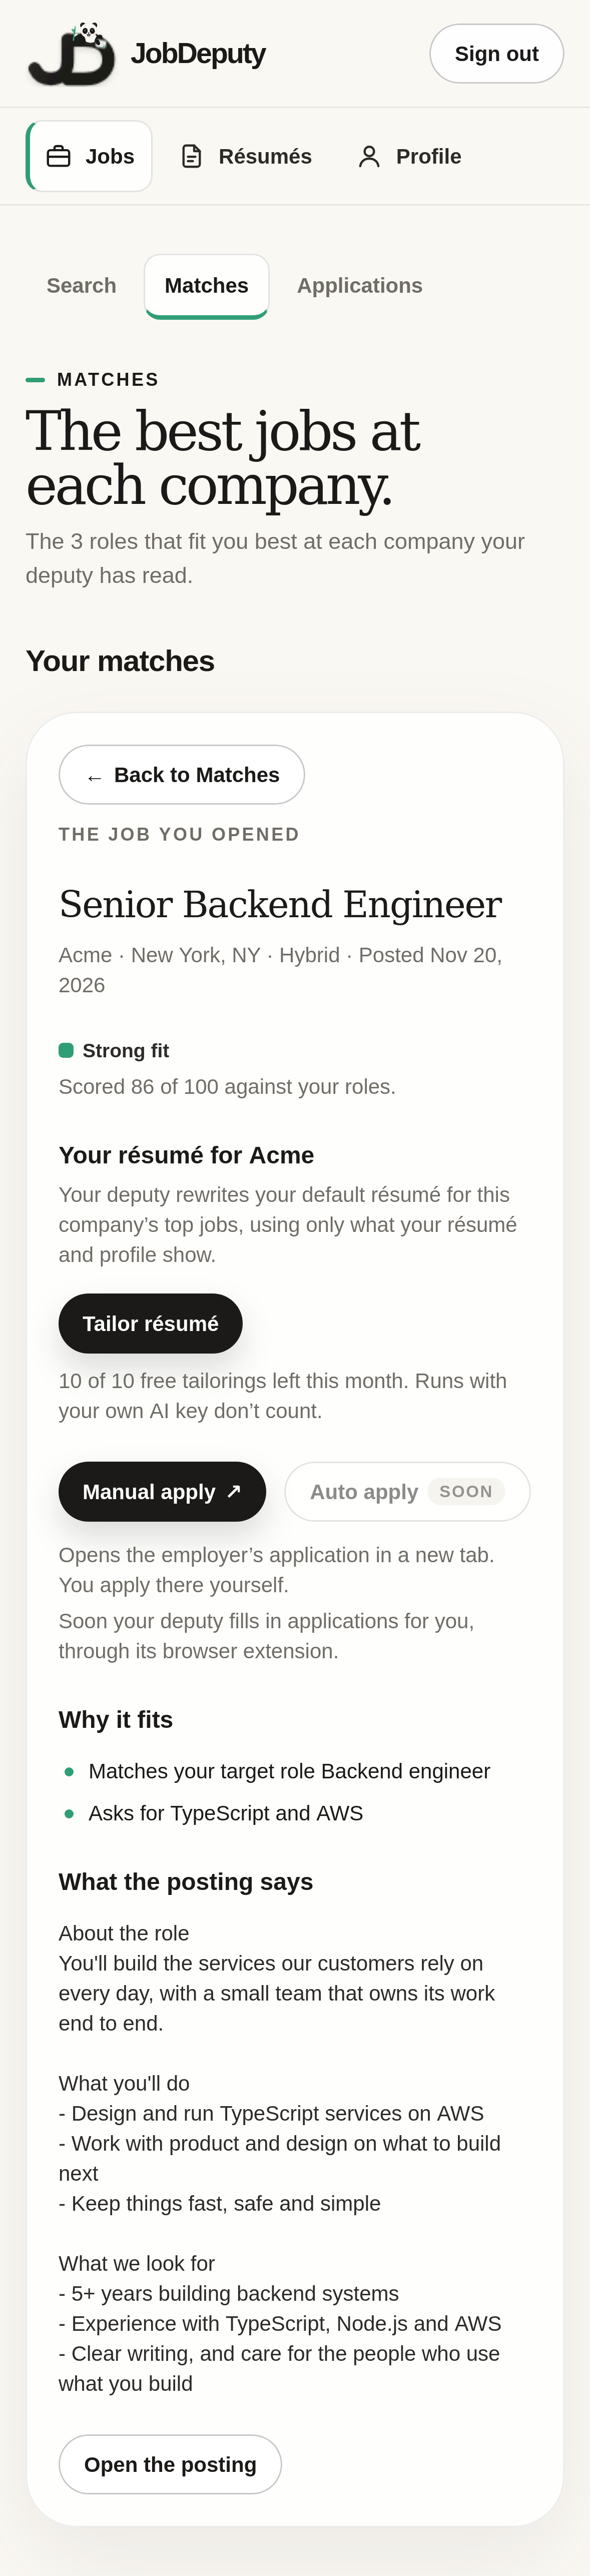 JD JobDeputy
Sign out
Jobs
Résumés
Profile
Search
Matches
Applications
MATCHES
The best jobs at
each company.
The 3 roles that fit you best at each company your
deputy has read.
Your matches
← Back to Matches
THE JOB YOU OPENED
Senior Backend Engineer
Acme · New York, NY · Hybrid · Posted Nov 20,
2026
Strong fit
Scored 86 of 100 against your roles.
Your résumé for Acme
Your deputy rewrites your default résumé for this
company’s top jobs, using only what your résumé
and profile show.
Tailor résumé
10 of 10 free tailorings left this month. Runs with
your own AI key don’t count.
Manual apply ↗
Auto apply SOON
Opens the employer’s application in a new tab.
You apply there yourself.
Soon your deputy fills in applications for you,
through its browser extension.
Why it fits
Matches your target role Backend engineer
Asks for TypeScript and AWS
What the posting says
About the role
You'll build the services our customers rely on
every day, with a small team that owns its work
end to end.
What you'll do
- Design and run TypeScript services on AWS
- Work with product and design on what to build
next
- Keep things fast, safe and simple
What we look for
- 5+ years building backend systems
- Experience with TypeScript, Node.js and AWS
- Clear writing, and care for the people who use
what you build
Open the posting